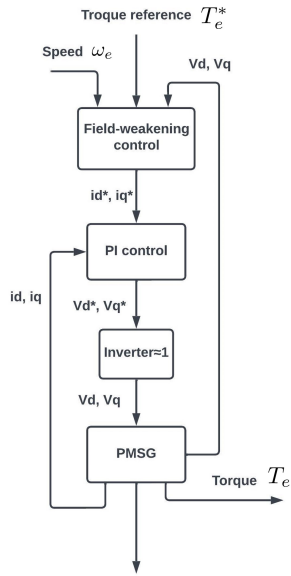 Troque reference T_e^*
Speed ω_e
Vd, Vq
Field-weakening
control
id*, iq*
PI control
id, iq
Vd*, Vq*
Inverter≈1
Vd, Vq
PMSG
Torque T_e